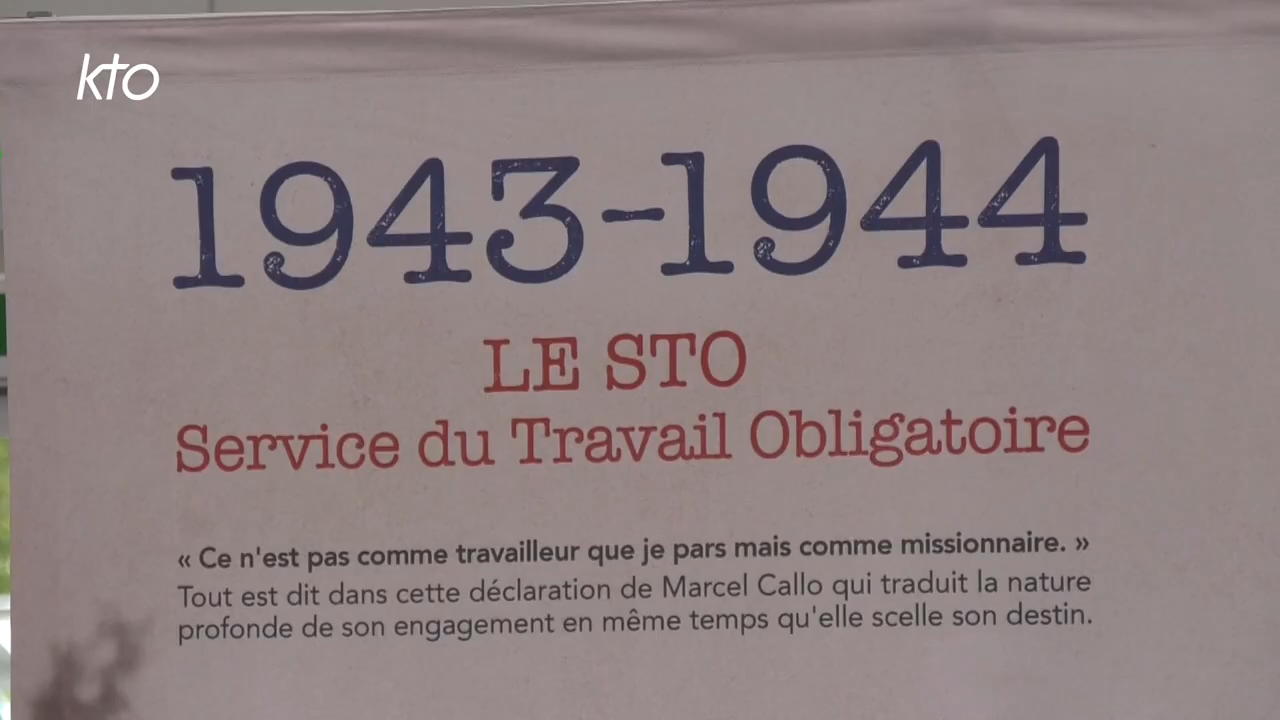 kto
1943-1944
LE STO
Service du Travail Obligatoire
« Ce n'est pas comme travailleur que je pars mais comme missionnaire. »
Tout est dit dans cette déclaration de Marcel Callo qui traduit la nature
profonde de son engagement en même temps qu'elle scelle son destin.